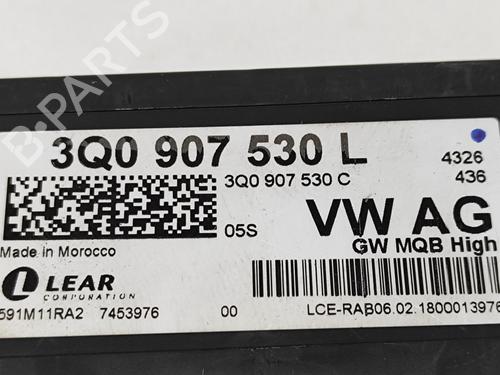 B-PARTS
3Q0 907 530 L
4326
3Q0 907 530 C
436
05S
VW AG
Made in Morocco
GW MQB High
LEAR
CORPORATION
591M11RA2 7453976 00
LCE-RAB06.02.1800013976